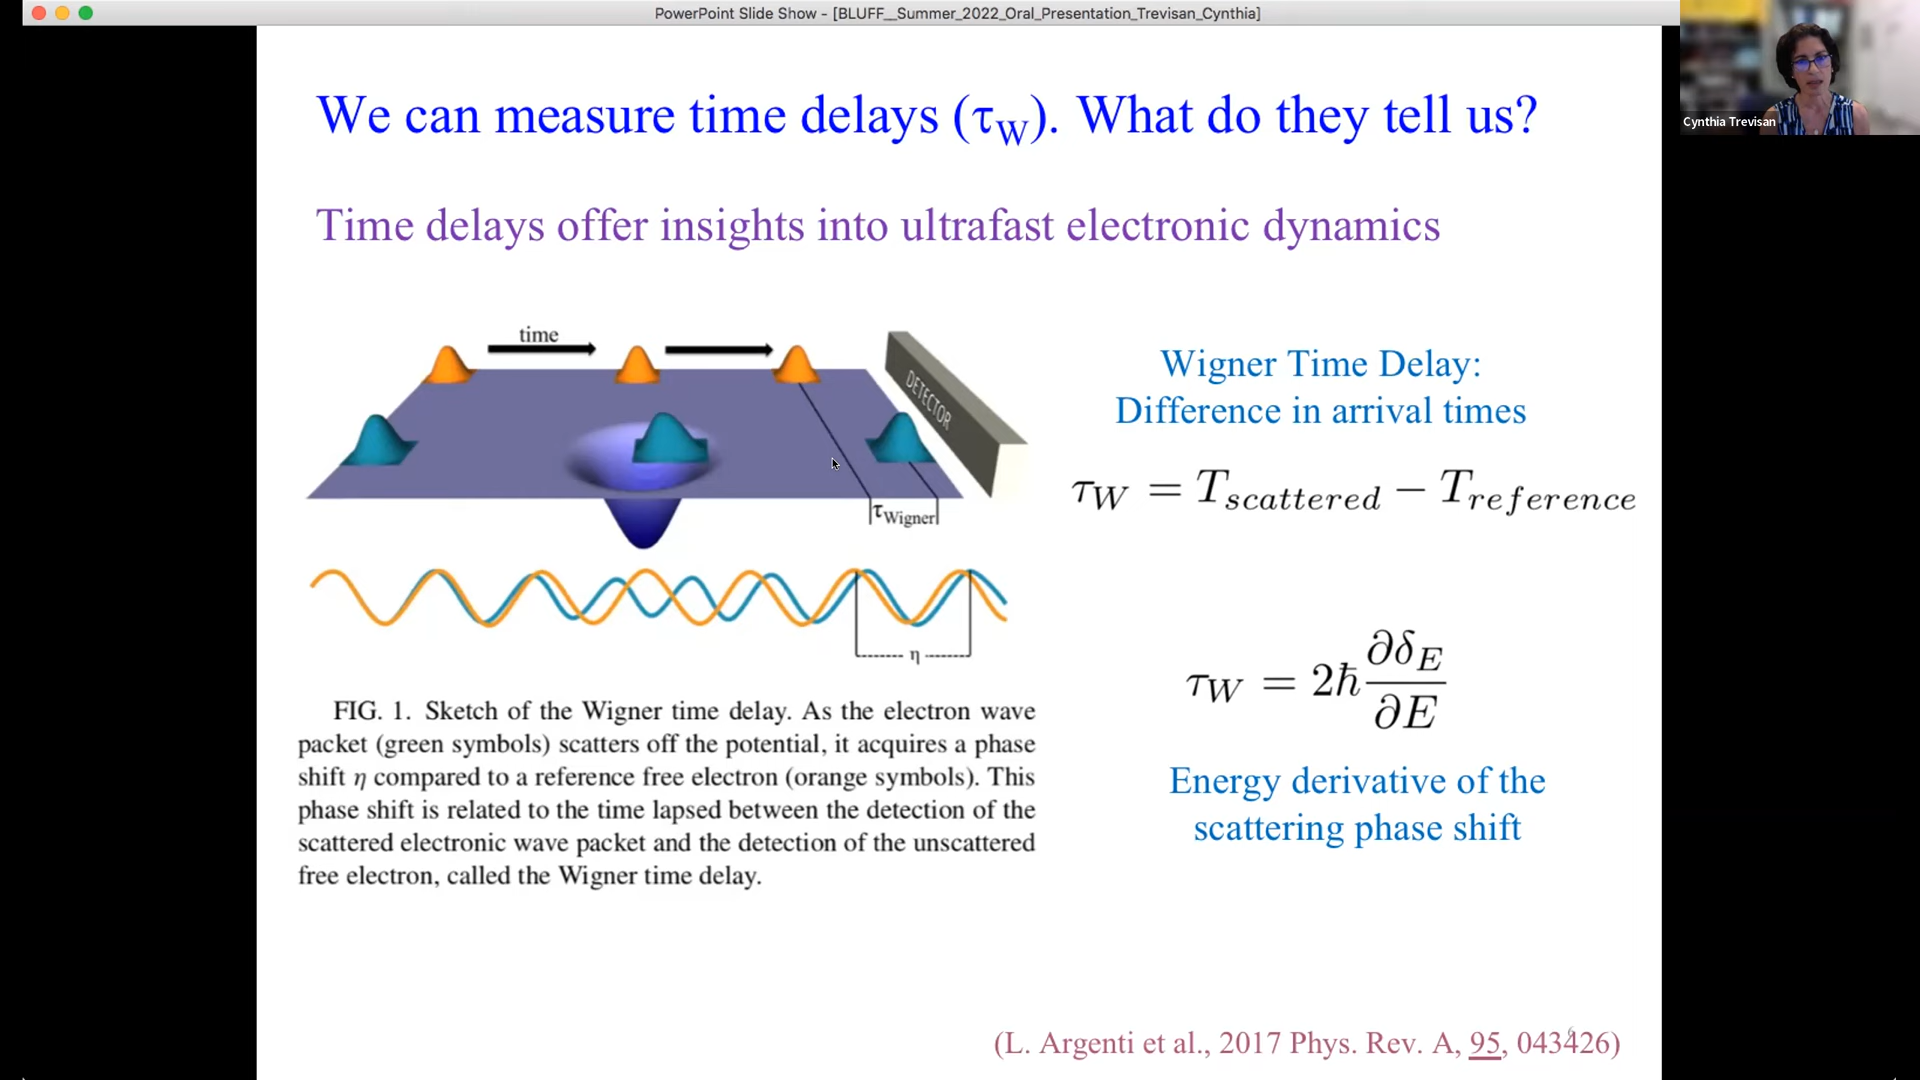 PowerPoint Slide Show - [BLUFF__Summer_2022_Oral_Presentation_Trevisan_Cynthia]
Cynthia Trevisan
We can measure time delays (τW). What do they tell us?
Time delays offer insights into ultrafast electronic dynamics
time
DETECTOR
τWigner
η
FIG. 1. Sketch of the Wigner time delay. As the electron wave
packet (green symbols) scatters off the potential, it acquires a phase
shift η compared to a reference free electron (orange symbols). This
phase shift is related to the time lapsed between the detection of the
scattered electronic wave packet and the detection of the unscattered
free electron, called the Wigner time delay.
Wigner Time Delay:
Difference in arrival times
τW = Tscattered − Treference
τW = 2ħ ∂δE/∂E
Energy derivative of the
scattering phase shift
(L. Argenti et al., 2017 Phys. Rev. A, 95, 043426)
6